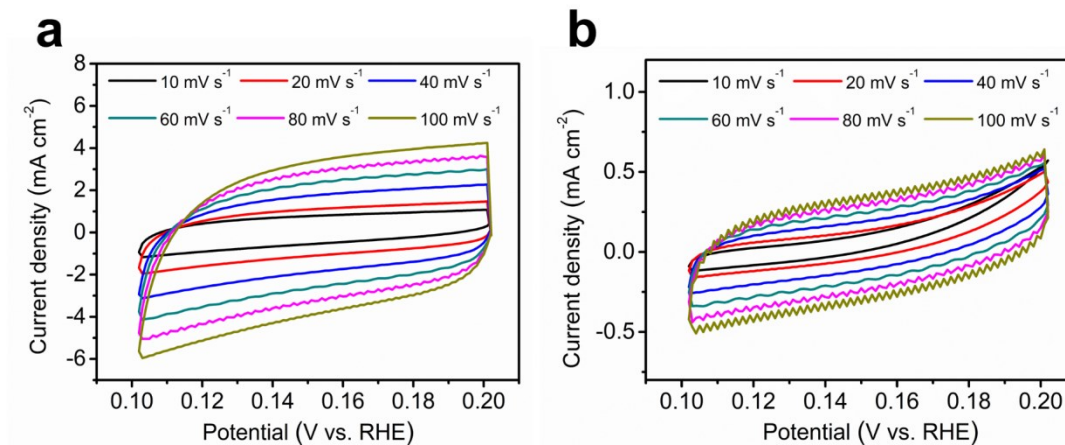 a
10 mV s⁻¹ 20 mV s⁻¹ 40 mV s⁻¹
60 mV s⁻¹ 80 mV s⁻¹ 100 mV s⁻¹
Current density (mA cm⁻²)
8
6
4
2
0
-2
-4
-6
0.10 0.12 0.14 0.16 0.18 0.20
Potential (V vs. RHE)
b
10 mV s⁻¹ 20 mV s⁻¹ 40 mV s⁻¹
60 mV s⁻¹ 80 mV s⁻¹ 100 mV s⁻¹
Current density (mA cm⁻²)
1.0
0.5
0.0
-0.5
0.10 0.12 0.14 0.16 0.18 0.20
Potential (V vs. RHE)